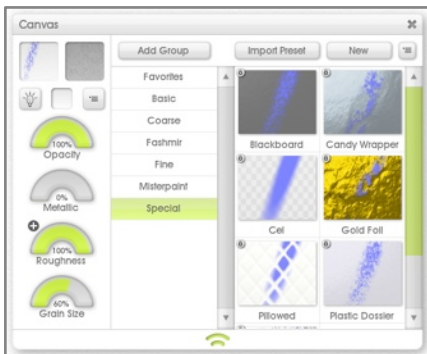 Canvas
Add Group
Import Preset
New
Favorites
Basic
Coarse
Fashmir
Fine
Misterpaint
Special
100%
Opacity
0%
Metallic
100%
Roughness
60%
Grain Size
Blackboard
Candy Wrapper
Cel
Gold Foil
Pillowed
Plastic Dossier